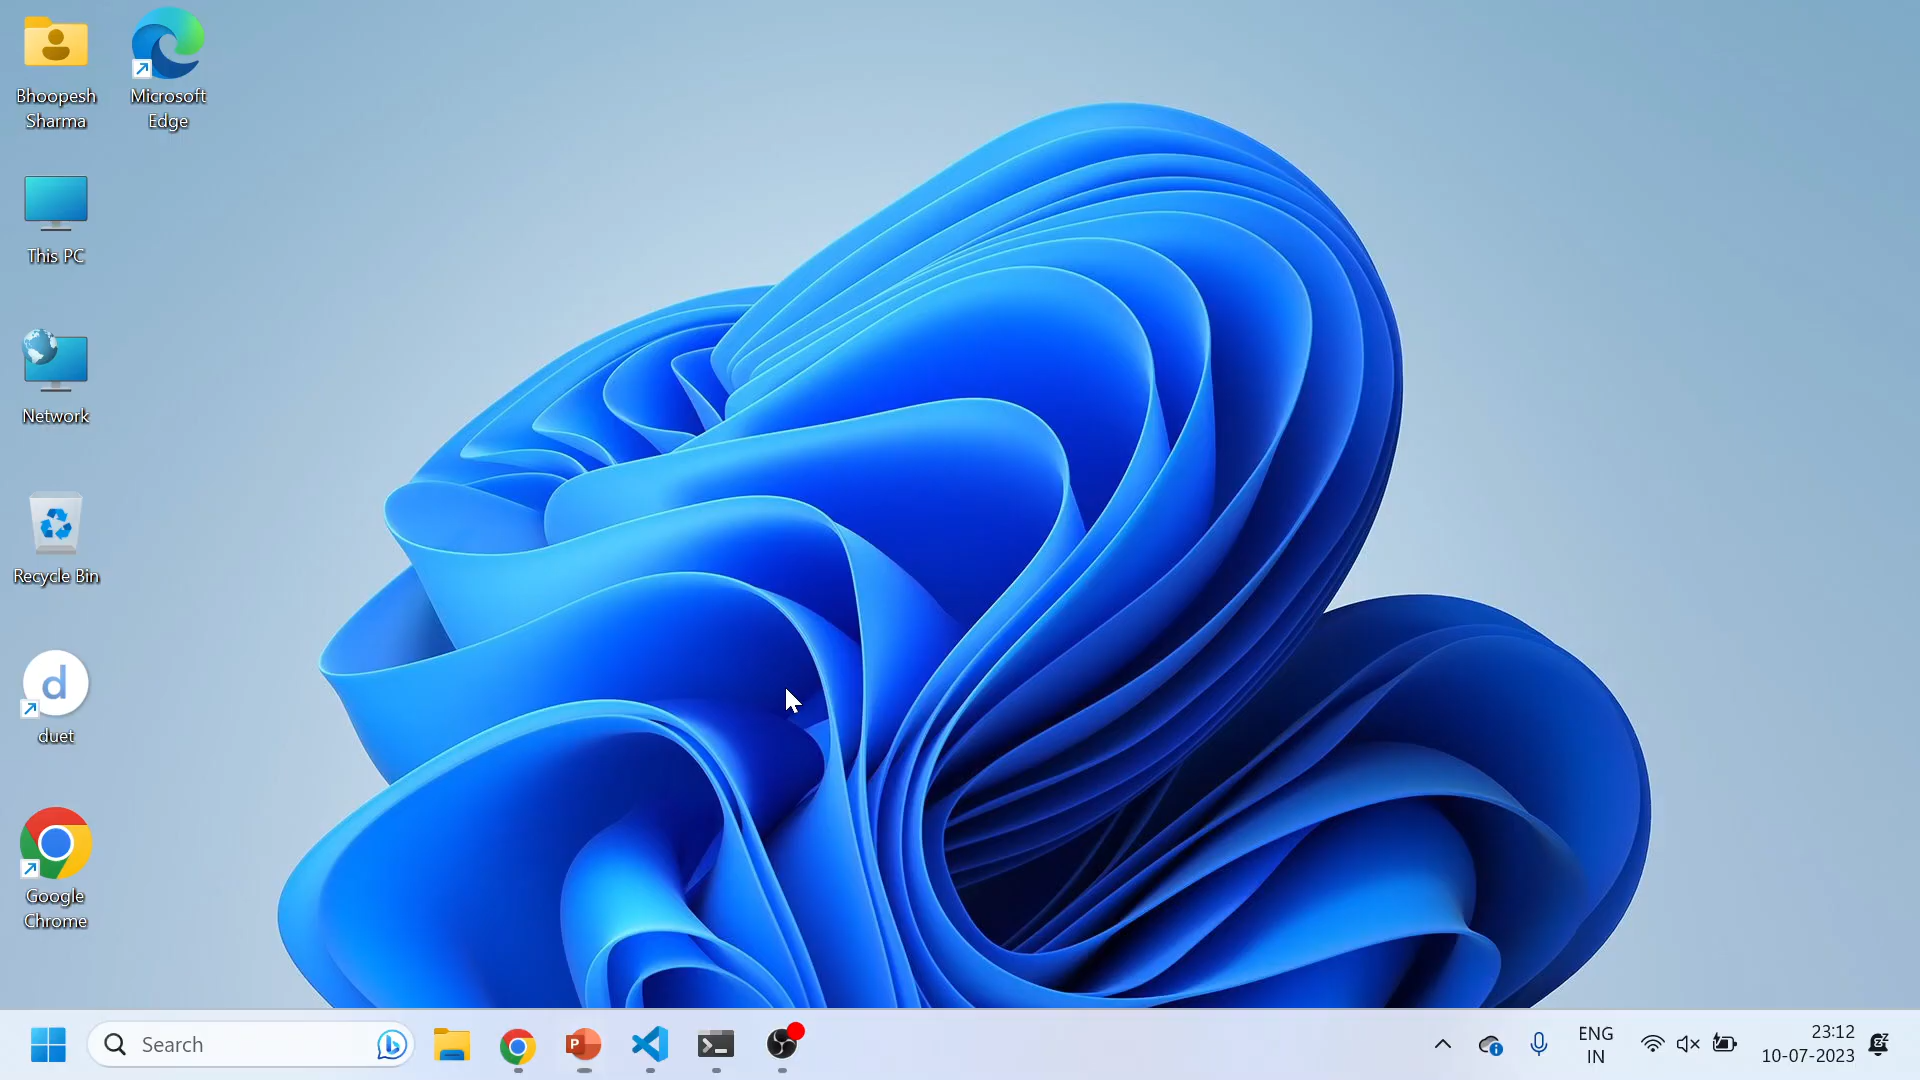 Bhoopesh
Sharma
Microsoft
Edge
This PC
Network
Recycle Bin
d
duet
Google
Chrome
Search
P
ENG
IN
23:12
10-07-2023